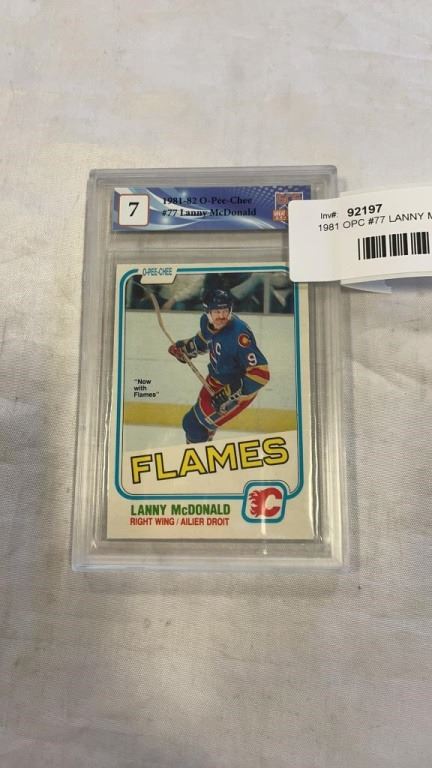 7
1981-82 O-Pee-Chee
#77 Lanny McDonald
Inv#: 92197
1981 OPC #77 LANNY M
O-PEE-CHEE
C
9
"Now
with
Flames"
FLAMES
C
LANNY McDONALD
RIGHT WING / AILIER DROIT